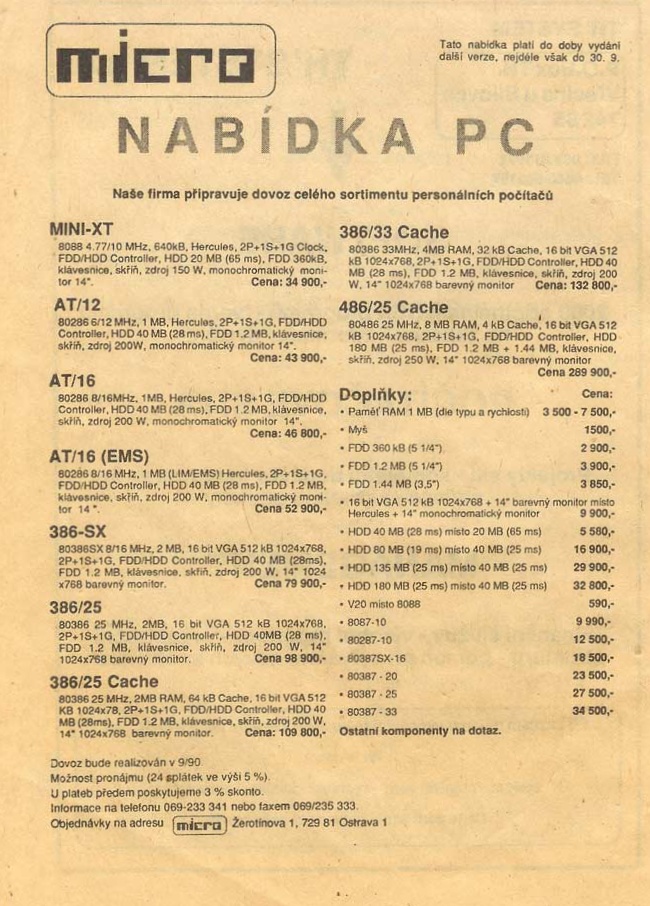 micro
Tato nabídka platí do doby vydání
další verze, nejdéle však do 30. 9.
NABÍDKA PC
Naše firma připravuje dovoz celého sortimentu personálních počítačů
MINI-XT
8088 4.77/10 MHz, 640kB, Hercules, 2P+1S+1G Clock,
FDD/HDD Controller, HDD 20 MB (65 ms), FDD 360kB,
klávesnice, skříň, zdroj 150 W, monochromatický moni-
tor 14". Cena: 34 900,-
AT/12
80286 6/12 MHz, 1 MB, Hercules, 2P+1S+1G, FDD/HDD
Controller, HDD 40 MB (28 ms), FDD 1.2 MB, klávesnice,
skříň, zdroj 200W, monochromatický monitor 14".
Cena: 43 900,-
AT/16
80286 8/16MHz, 1MB, Hercules, 2P+1S+1G, FDD/HDD
Controller, HDD 40 MB (28 ms), FDD 1.2 MB, klávesnice,
skříň, zdroj 200 W, monochromatický monitor 14".
Cena: 46 800,-
AT/16 (EMS)
80286 8/16 MHz, 1 MB (LIM/EMS) Hercules, 2P+1S+1G,
FDD/HDD Controller, HDD 40 MB (28 ms), FDD 1.2 MB,
klávesnice, skříň, zdroj 200 W, monochromatický moni-
tor 14 ". Cena 52 900,-
386-SX
80386SX 8/16 MHz, 2 MB, 16 bit VGA 512 kB 1024x768,
2P+1S+1G, FDD/HDD Controller, HDD 40 MB (28ms),
FDD 1.2 MB, klávesnice, skříň, zdroj 200 W, 14" 1024
x768 barevný monitor. Cena 79 900,-
386/25
80386 25 MHz, 2MB, 16 bit VGA 512 kB 1024x768,
2P+1S+1G, FDD/HDD Controller, HDD 40MB (28 ms),
FDD 1.2 MB, klávesnice, skříň, zdroj 200 W, 14"
1024x768 barevný monitor. Cena 98 900,-
386/25 Cache
80386 25 MHz, 2MB RAM, 64 kB Cache, 16 bit VGA 512
KB 1024x78, 2P+1S+1G, FDD/HDD Controller, HDD 40
MB (28ms), FDD 1.2 MB, klávesnice, skříň, zdroj 200 W,
14" 1024x768 barevný monitor. Cena: 109 800,-
386/33 Cache
80386 33MHz, 4MB RAM, 32 kB Cache, 16 bit VGA 512
kB 1024x768, 2P+1S+1G, FDD/HDD Controller, HDD 40
MB (28 ms), FDD 1.2 MB, klávesnice, skříň, zdroj 200
W, 14" 1024x768 barevný monitor Cena: 132 800,-
486/25 Cache
80486 25 MHz, 8 MB RAM, 4 kB Cache, 16 bit VGA 512
kB 1024x768, 2P+1S+1G, FDD/HDD Controller, HDD
180 MB (25 ms), FDD 1.2 MB + 1.44 MB, klávesnice,
skříň, zdroj 250 W, 14" 1024x768 barevný monitor
Cena 289 900,-
Doplňky: Cena:
• Paměť RAM 1 MB (dle typu a rychlosti) 3 500 - 7 500,-
• Myš 1500,-
• FDD 360 kB (5 1/4") 2 900,-
• FDD 1.2 MB (5 1/4") 3 900,-
• FDD 1.44 MB (3,5") 3 850,-
• 16 bit VGA 512 kB 1024x768 + 14" barevný monitor místo
Hercules + 14" monochromatický monitor 9 900,-
• HDD 40 MB (28 ms) místo 20 MB (65 ms) 5 580,-
• HDD 80 MB (19 ms) místo 40 MB (25 ms) 16 900,-
• HDD 135 MB (25 ms) místo 40 MB (25 ms) 29 900,-
• HDD 180 MB (25 ms) místo 40 MB (25 ms) 32 800,-
• V20 místo 8088 590,-
• 8087-10 9 990,-
• 80287-10 12 500,-
• 80387SX-16 18 500,-
• 80387 - 20 23 500,-
• 80387 - 25 27 500,-
• 80387 - 33 34 500,-
Ostatní komponenty na dotaz.
Dovoz bude realizován v 9/90.
Možnost pronájmu (24 splátek ve výši 5 %).
U plateb předem poskytujeme 3 % skonto.
Informace na telefonu 069-233 341 nebo faxem 069/235 333.
Objednávky na adresu micro Žerotínova 1, 729 81 Ostrava 1